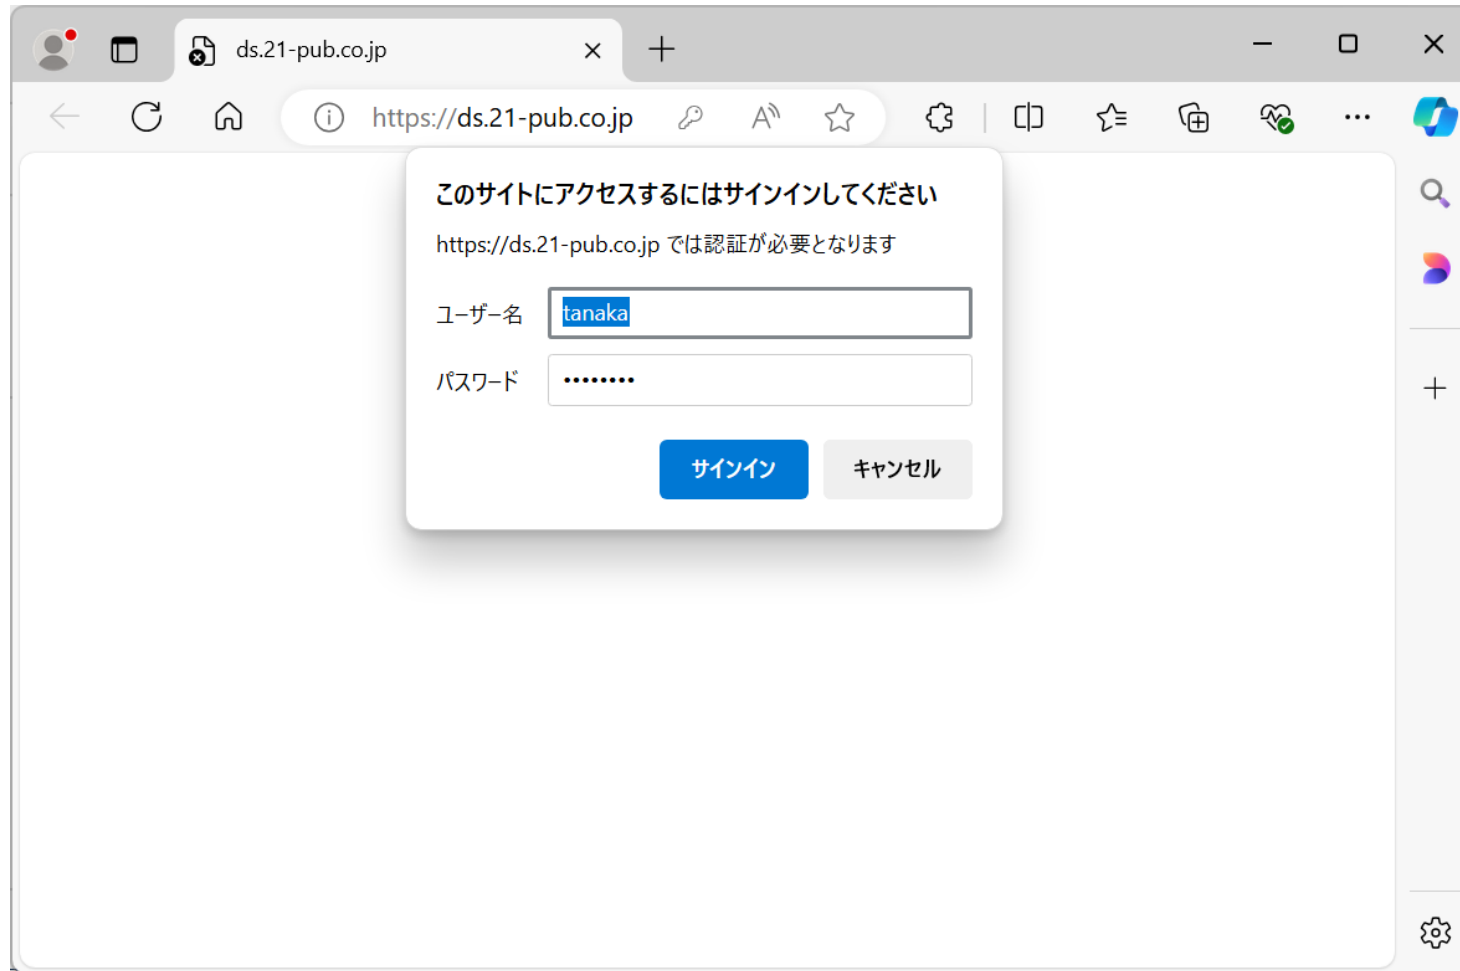 ds.21-pub.co.jp
https://ds.21-pub.co.jp
このサイトにアクセスするにはサインインしてください
https://ds.21-pub.co.jp では認証が必要となります
ユーザー名 tanaka
パスワード ••••••••
サインイン キャンセル